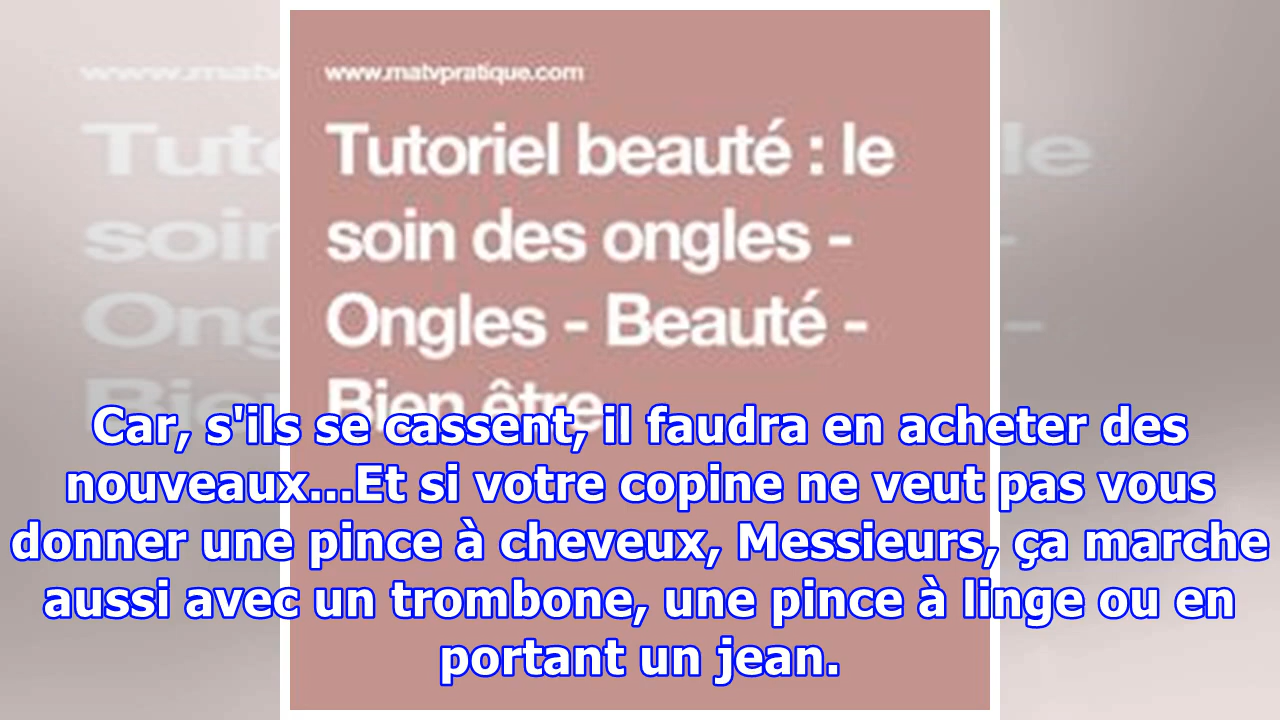 www.matvpratique.com
Tutoriel beauté : le
soin des ongles -
Ongles - Beauté -
Bien être
Car, s'ils se cassent, il faudra en acheter des
nouveaux...Et si votre copine ne veut pas vous
donner une pince à cheveux, Messieurs, ça marche
aussi avec un trombone, une pince à linge ou en
portant un jean.